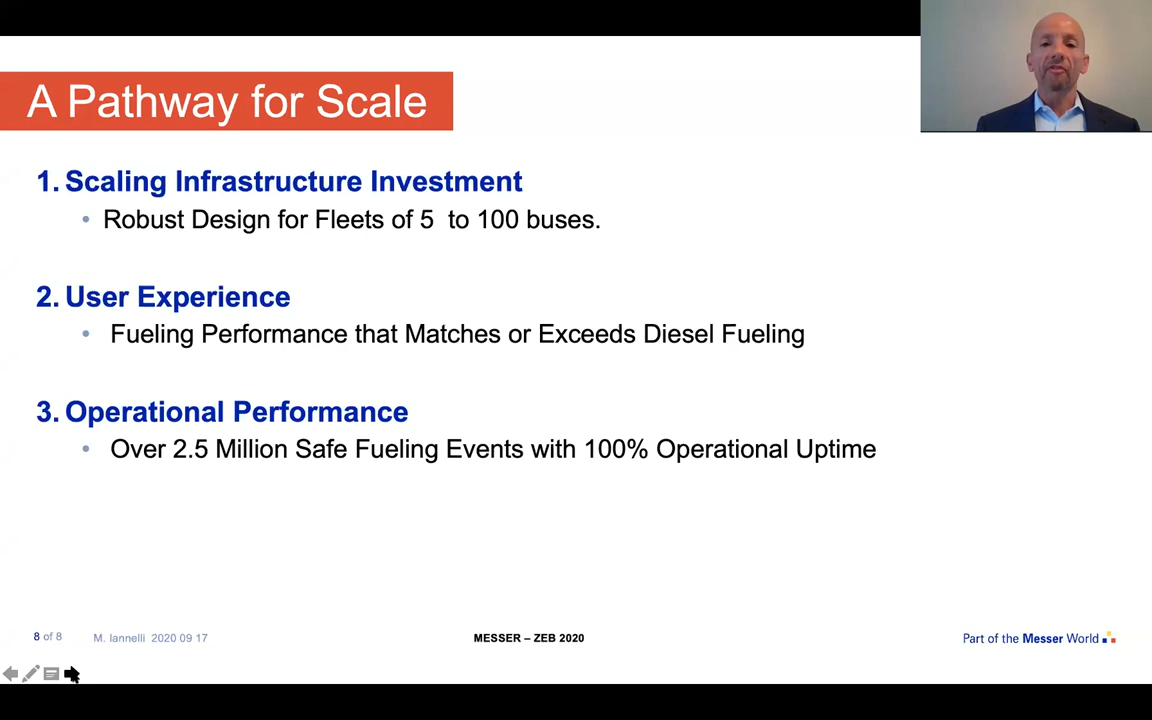 A Pathway for Scale
1. Scaling Infrastructure Investment
• Robust Design for Fleets of 5 to 100 buses.
2. User Experience
• Fueling Performance that Matches or Exceeds Diesel Fueling
3. Operational Performance
• Over 2.5 Million Safe Fueling Events with 100% Operational Uptime
8 of 8 M. Iannelli 2020 09 17 MESSER – ZEB 2020 Part of the Messer World